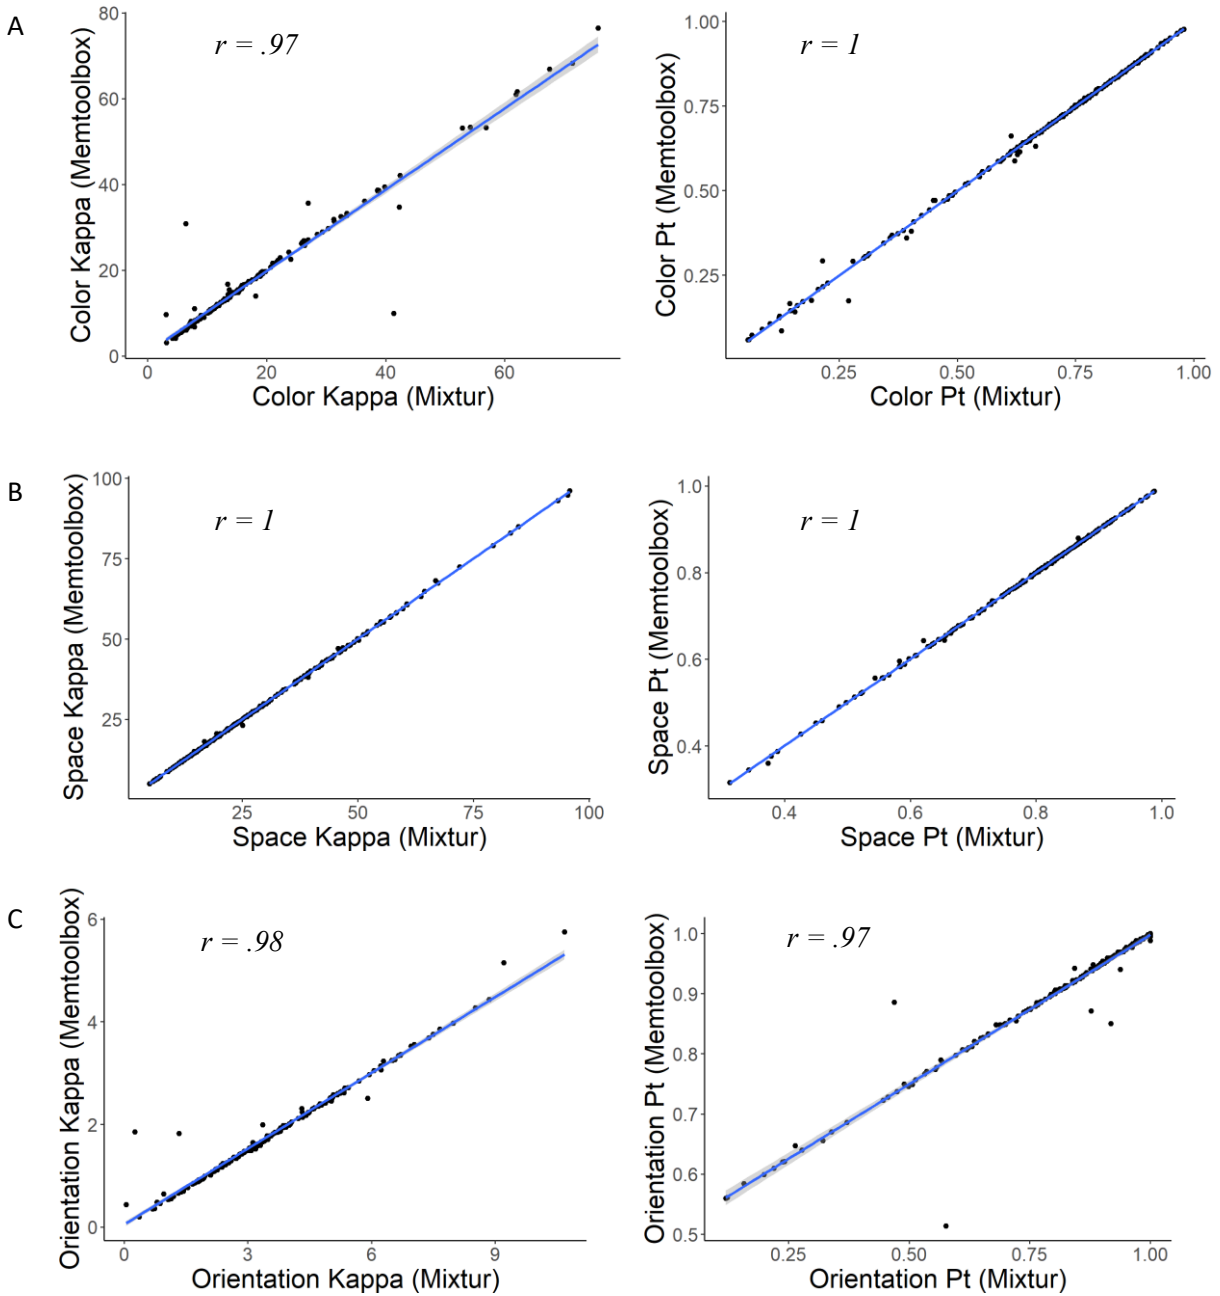 A
r = .97
Color Kappa (Memtoolbox)
80
60
40
20
0
0 20 40 60
Color Kappa (Mixtur)
r = 1
Color Pt (Memtoolbox)
1.00
0.75
0.50
0.25
0.25 0.50 0.75 1.00
Color Pt (Mixtur)
B
r = 1
Space Kappa (Memtoolbox)
100
75
50
25
25 50 75 100
Space Kappa (Mixtur)
r = 1
Space Pt (Memtoolbox)
1.0
0.8
0.6
0.4
0.4 0.6 0.8 1.0
Space Pt (Mixtur)
C
r = .98
Orientation Kappa (Memtoolbox)
6
4
2
0
0 3 6 9
Orientation Kappa (Mixtur)
r = .97
Orientation Pt (Memtoolbox)
1.0
0.9
0.8
0.7
0.6
0.5
0.25 0.50 0.75 1.00
Orientation Pt (Mixtur)